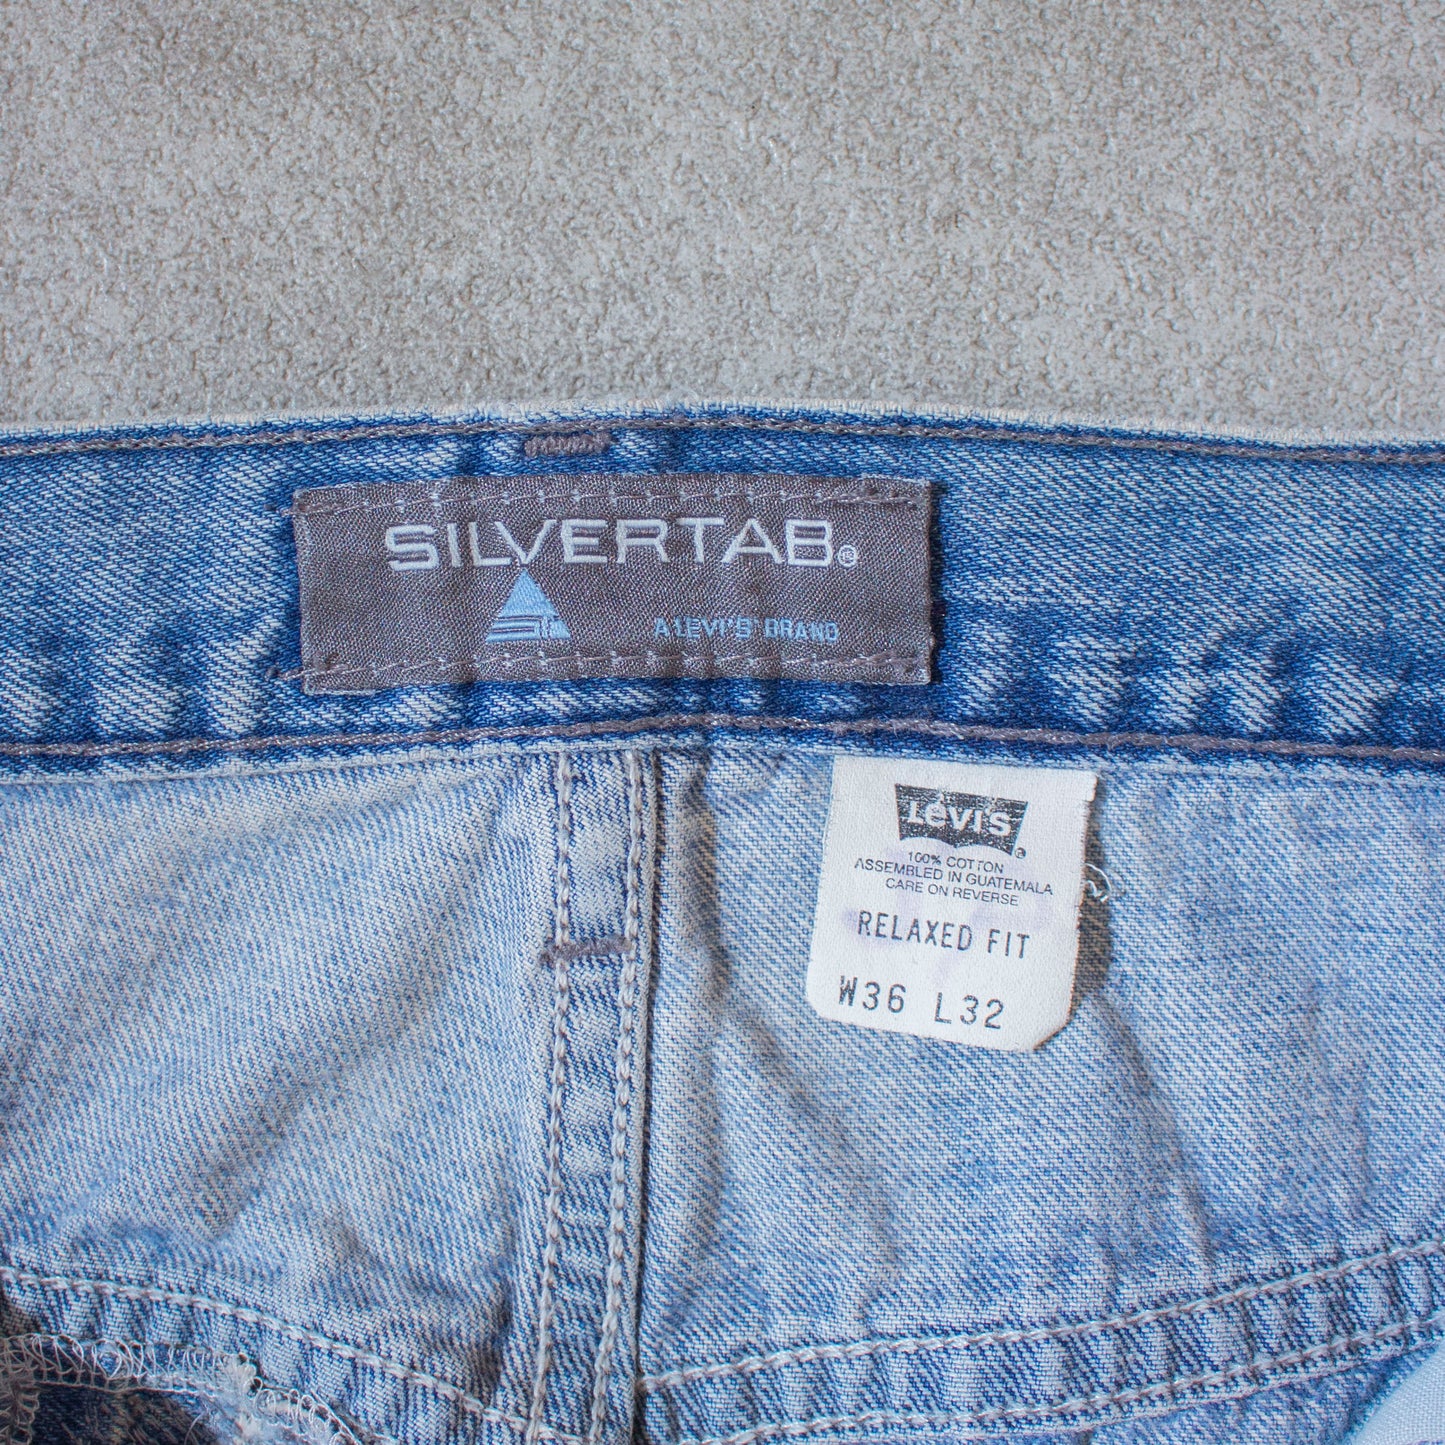 SILVERTAB®
A LEVI'S BRAND
Levi's®
100% COTTON
ASSEMBLED IN GUATEMALA
CARE ON REVERSE
RELAXED FIT
W36 L32